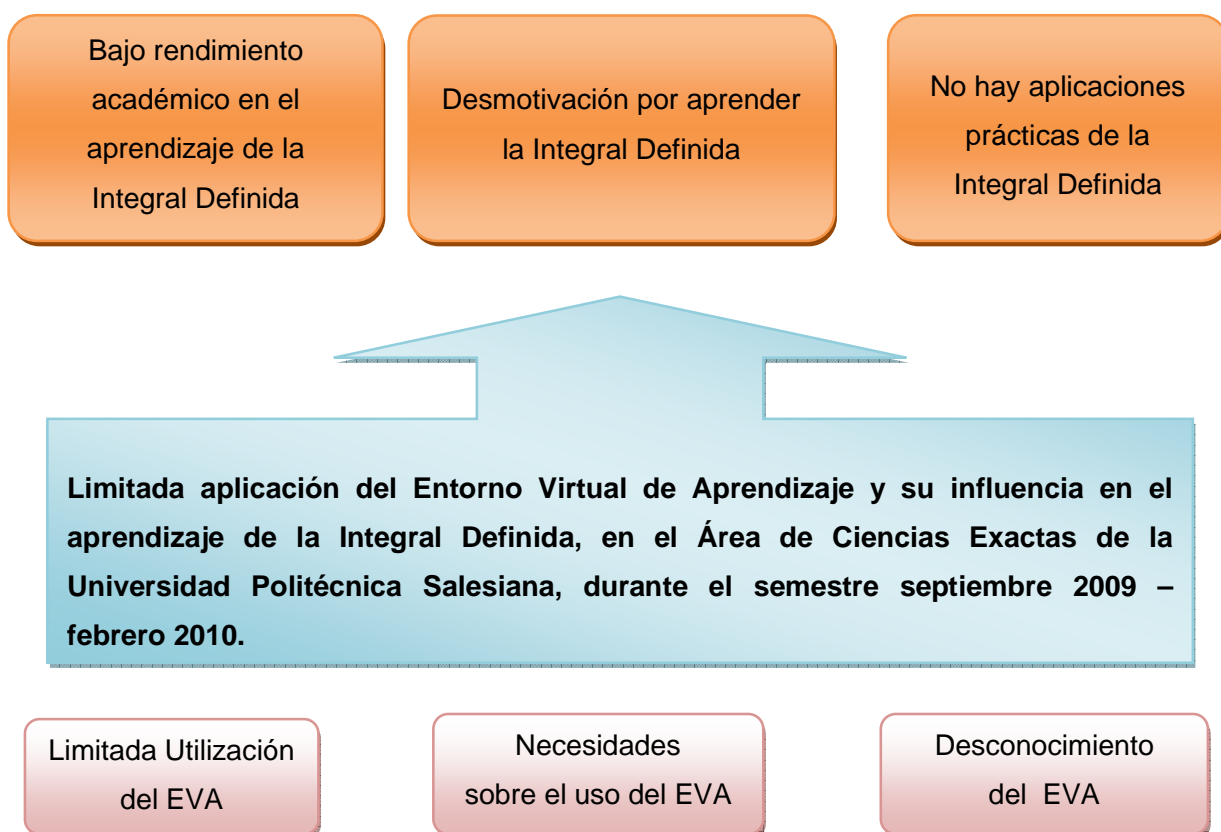 Bajo rendimiento
académico en el
aprendizaje de la
Integral Definida
Desmotivación por aprender
la Integral Definida
No hay aplicaciones
prácticas de la
Integral Definida
Limitada aplicación del Entorno Virtual de Aprendizaje y su influencia en el
aprendizaje de la Integral Definida, en el Área de Ciencias Exactas de la
Universidad Politécnica Salesiana, durante el semestre septiembre 2009 –
febrero 2010.
Limitada Utilización
del EVA
Necesidades
sobre el uso del EVA
Desconocimiento
del EVA